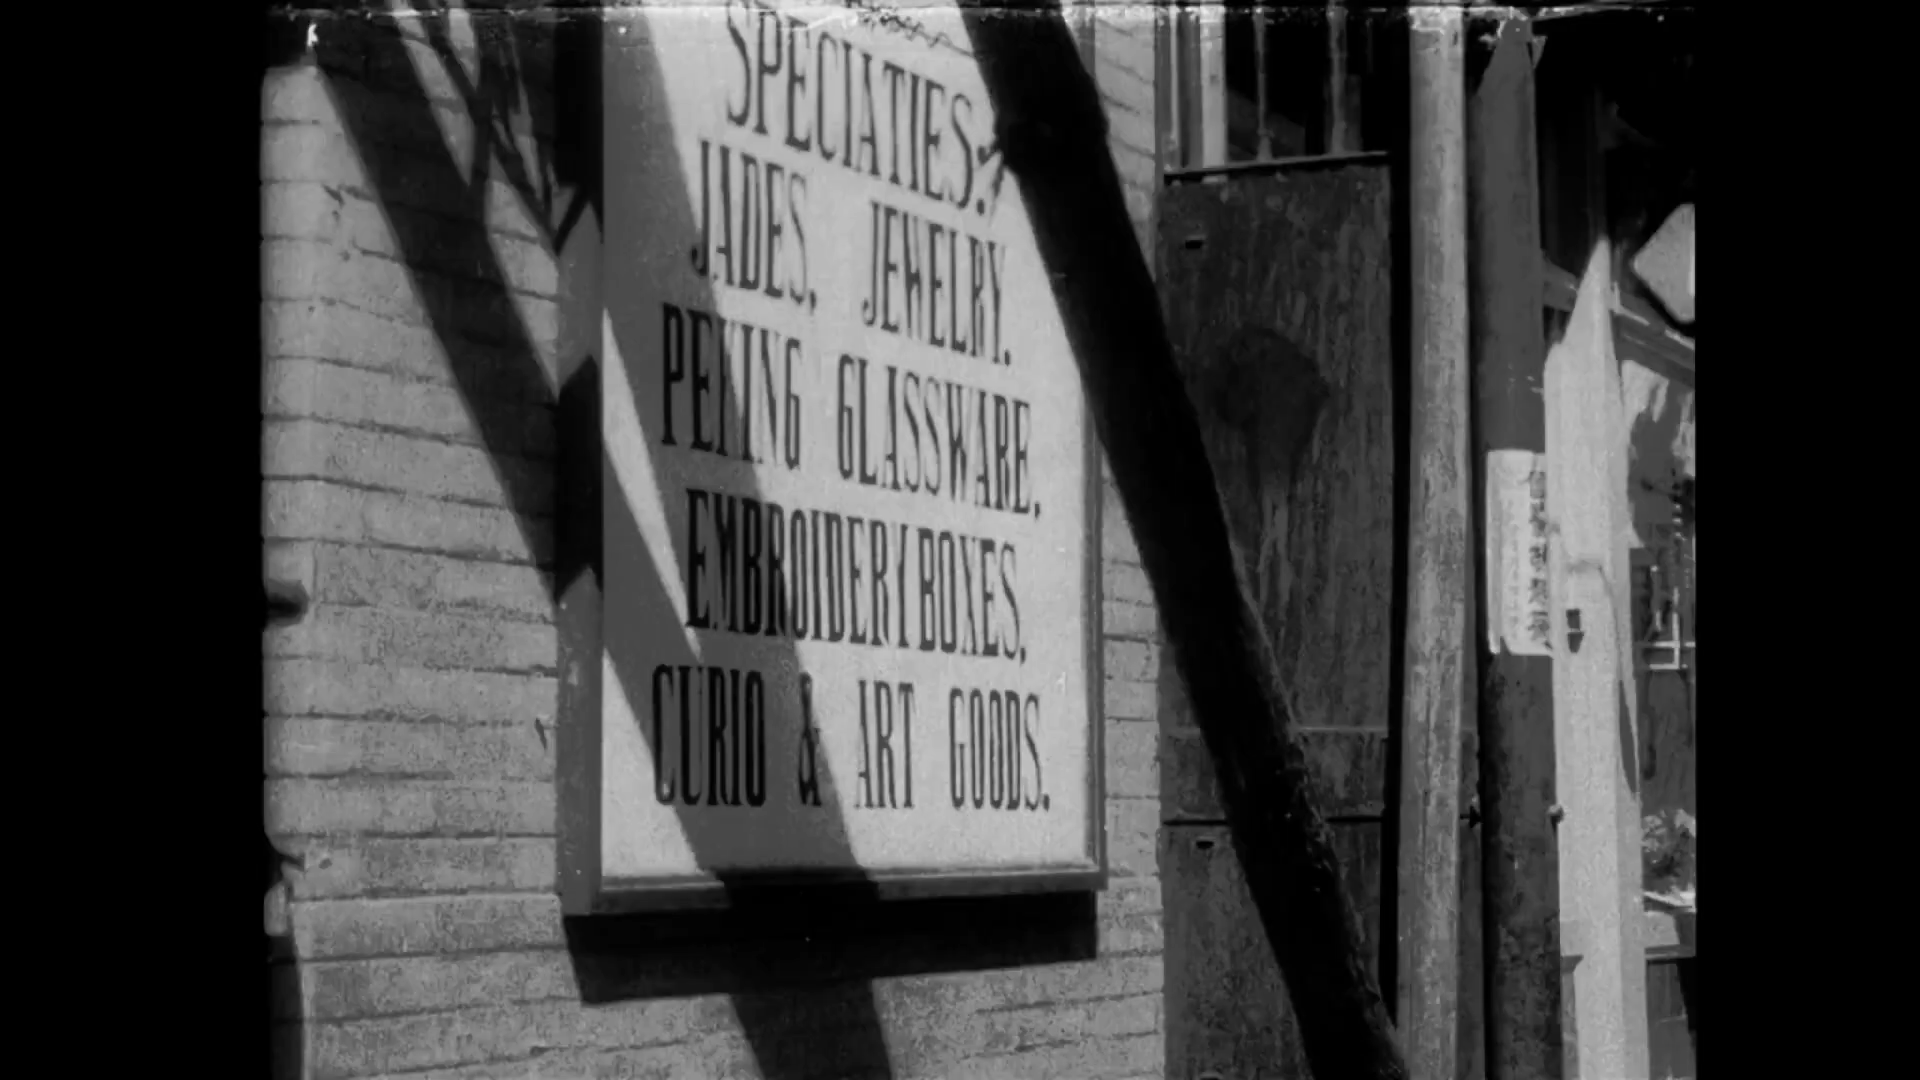 SPECIATIES:
JADES, JEWELRY,
PEKING GLASSWARE,
EMBROIDERY BOXES,
CURIO & ART GOODS.